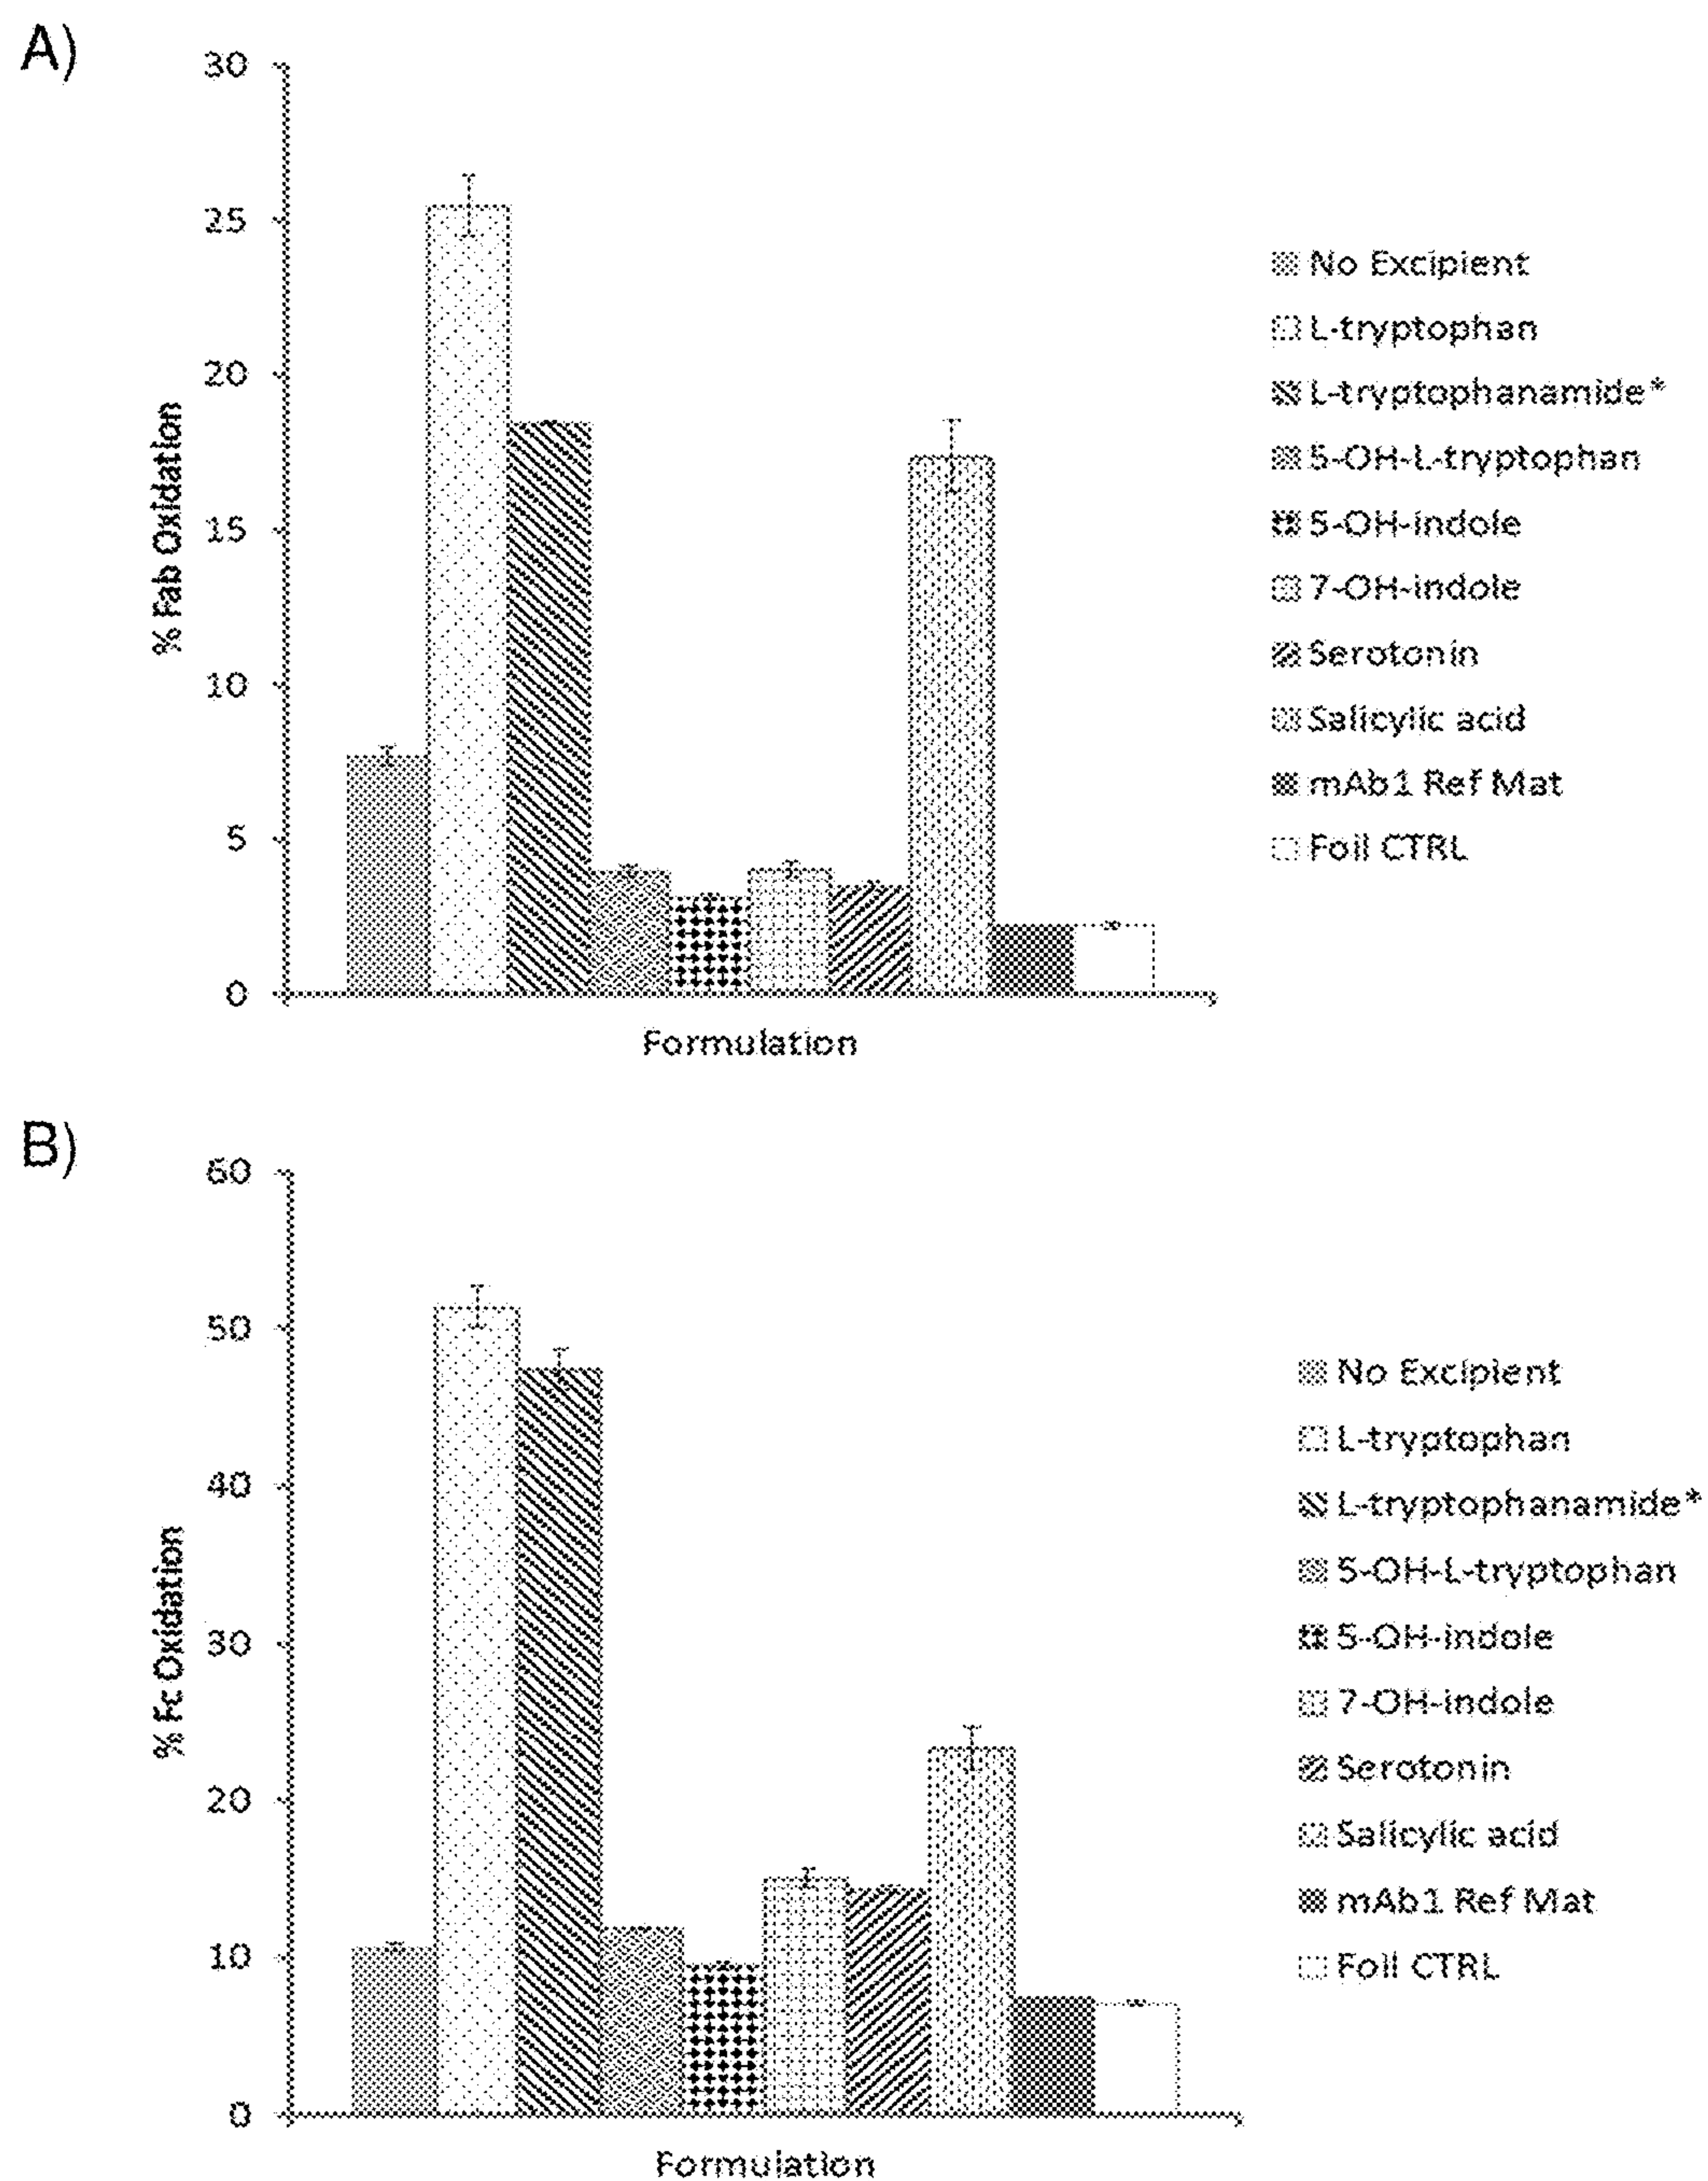 A)
30
25
20
15
10
5
0
% Fab Oxidation
Formulation
No Excipient
L-tryptophan
L-tryptophanamide*
5-OH-L-tryptophan
5-OH-indole
7-OH-indole
Serotonin
Salicylic acid
mAb1 Ref Mat
Foil CTRL
B)
60
50
40
30
20
10
0
% Fc Oxidation
Formulation
No Excipient
L-tryptophan
L-tryptophanamide*
5-OH-L-tryptophan
5-OH-indole
7-OH-indole
Serotonin
Salicylic acid
mAb1 Ref Mat
Foil CTRL